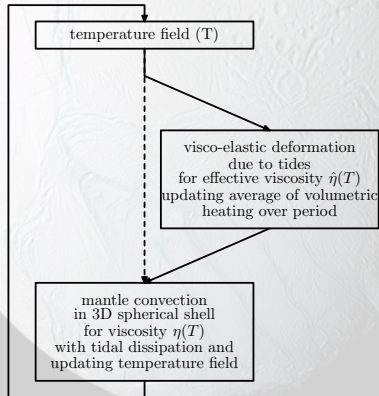 temperature field (T)
visco-elastic deformation
due to tides
for effective viscosity η̂(T)
updating average of volumetric
heating over period
mantle convection
in 3D spherical shell
for viscosity η(T)
with tidal dissipation and
updating temperature field